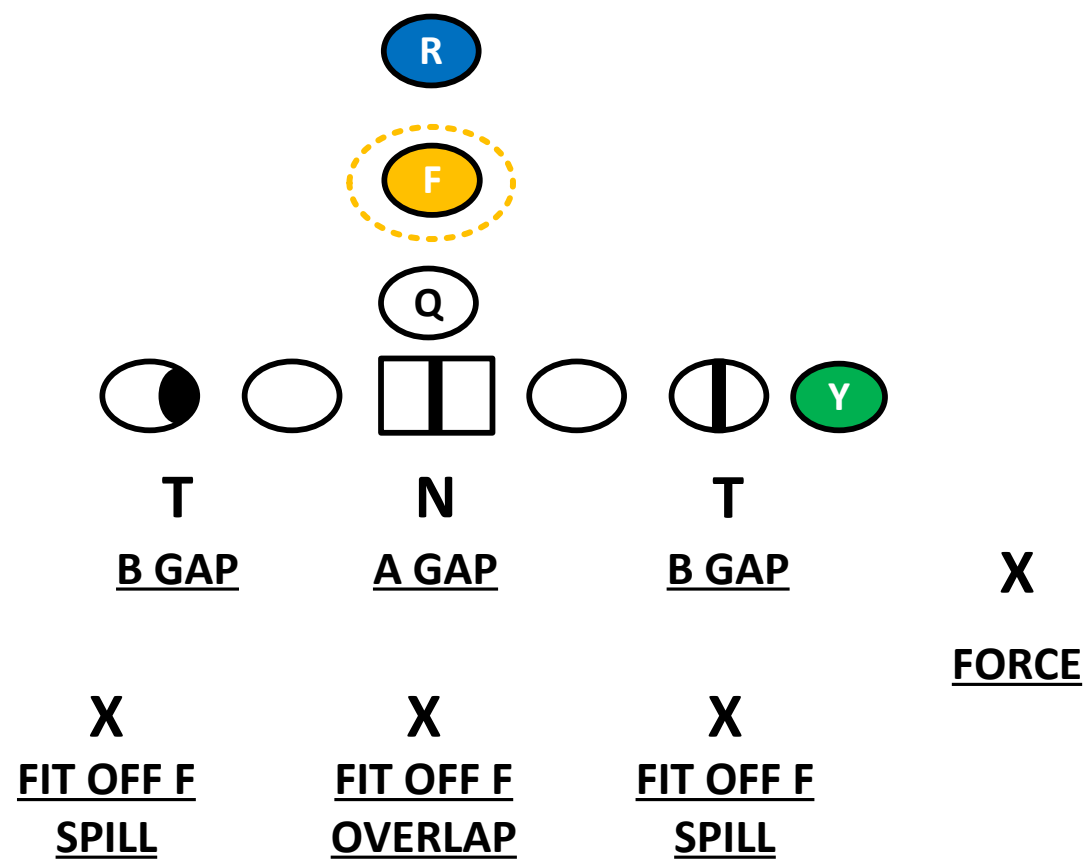 R
F
Q
Y
T N T
B GAP A GAP B GAP
X
FORCE
X X X
FIT OFF F FIT OFF F FIT OFF F
SPILL OVERLAP SPILL